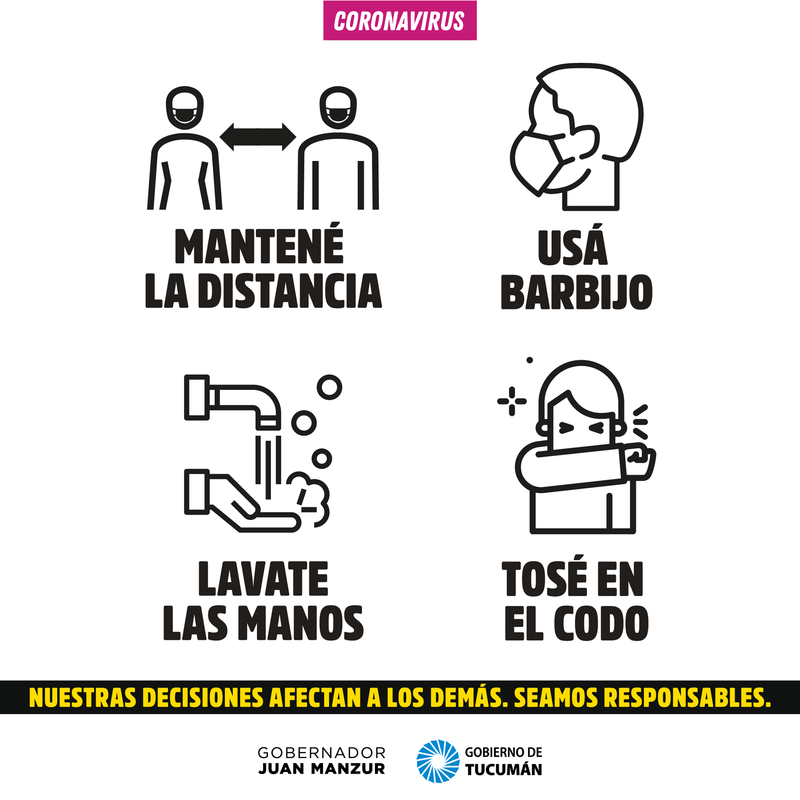 CORONAVIRUS
MANTENÉ
LA DISTANCIA
USÁ
BARBIJO
LAVATE
LAS MANOS
TOSÉ EN
EL CODO
NUESTRAS DECISIONES AFECTAN A LOS DEMÁS. SEAMOS RESPONSABLES.
GOBERNADOR
JUAN MANZUR
GOBIERNO DE
TUCUMÁN